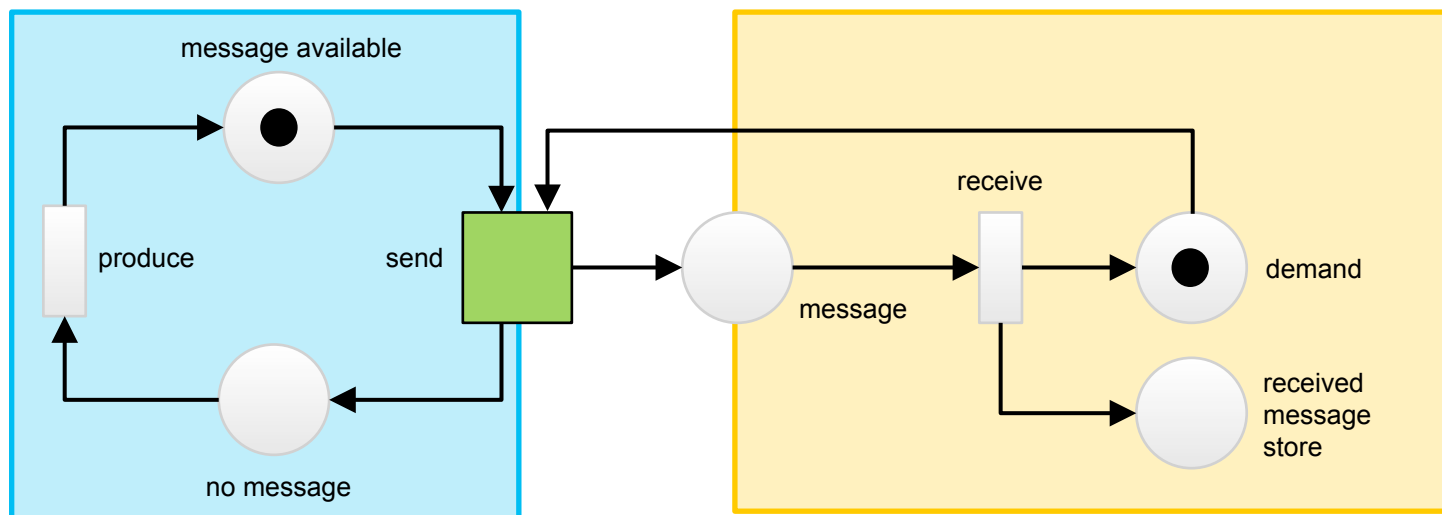 message available
receive
produce
send
demand
message
received
message
store
no message